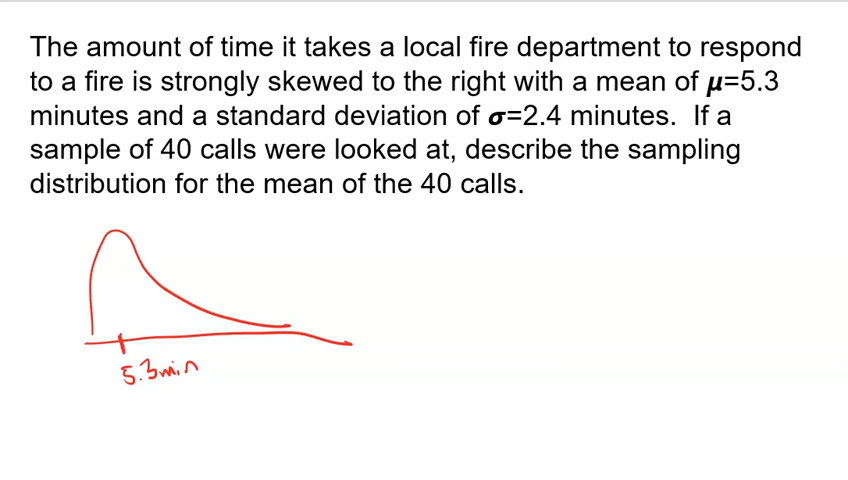 The amount of time it takes a local fire department to respond
to a fire is strongly skewed to the right with a mean of μ=5.3
minutes and a standard deviation of σ=2.4 minutes.  If a
sample of 40 calls were looked at, describe the sampling
distribution for the mean of the 40 calls.
5.3min